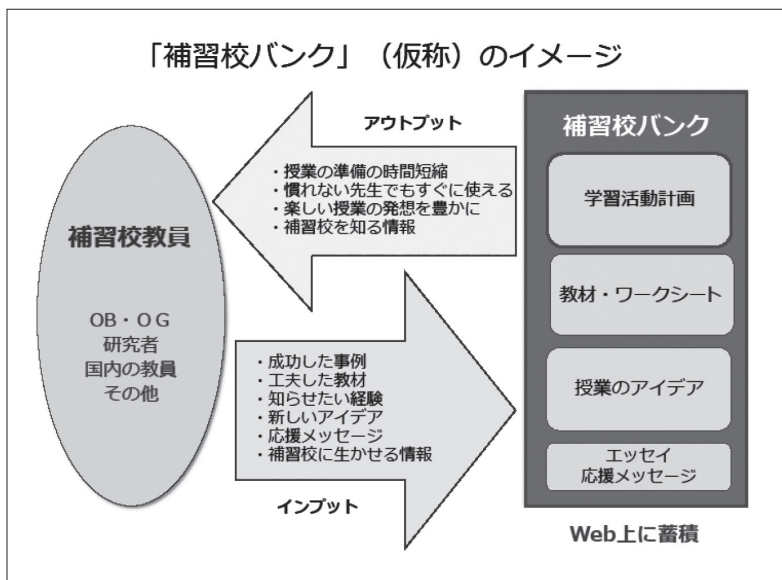 「補習校バンク」（仮称）のイメージ
アウトプット
・授業の準備の時間短縮
・慣れない先生でもすぐに使える
・楽しい授業の発想を豊かに
・補習校を知る情報
補習校教員
OB・ＯＧ
研究者
国内の教員
その他
・成功した事例
・工夫した教材
・知らせたい経験
・新しいアイデア
・応援メッセージ
・補習校に生かせる情報
インプット
補習校バンク
学習活動計画
教材・ワークシート
授業のアイデア
エッセイ
応援メッセージ
Web上に蓄積